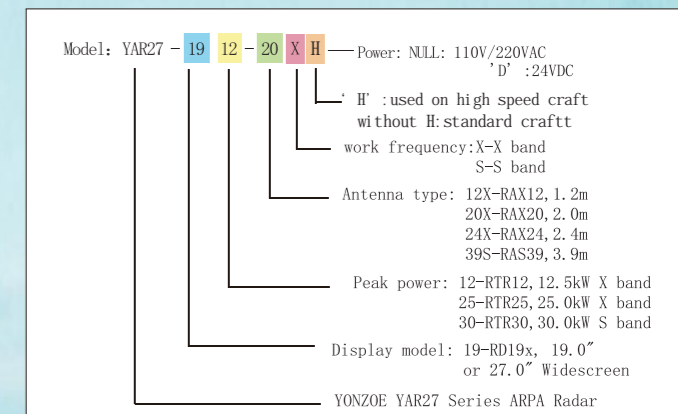 Model: YAR27 - 19 12 - 20 X H Power: NULL: 110V/220VAC
'D' :24VDC
'H' :used on high speed craft
without H:standard craftt
work frequency:X-X band
S-S band
Antenna type: 12X-RAX12,1.2m
20X-RAX20,2.0m
24X-RAX24,2.4m
39S-RAS39,3.9m
Peak power: 12-RTR12,12.5kW X band
25-RTR25,25.0kW X band
30-RTR30,30.0kW S band
Display model: 19-RD19x, 19.0″
or 27.0″ Widescreen
YONZOE YAR27 Series ARPA Radar